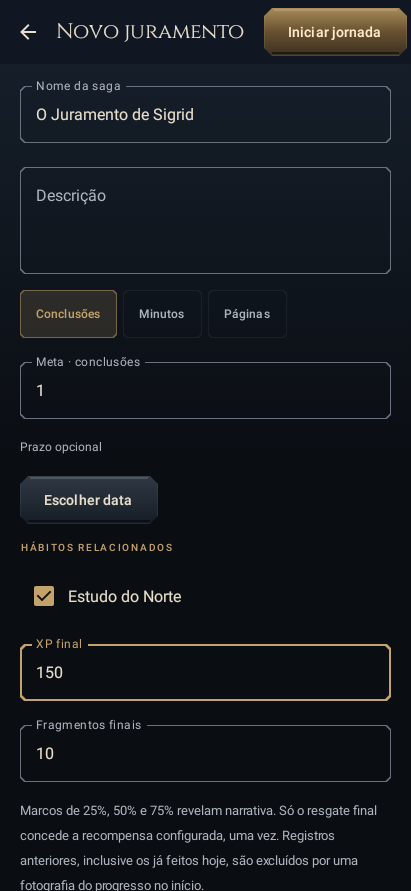 Novo juramento
Iniciar jornada
Nome da saga
O Juramento de Sigrid
Descrição
Conclusões
Minutos
Páginas
Meta · conclusões
1
Prazo opcional
Escolher data
HÁBITOS RELACIONADOS
Estudo do Norte
XP final
150
Fragmentos finais
10
Marcos de 25%, 50% e 75% revelam narrativa. Só o resgate final
concede a recompensa configurada, uma vez. Registros
anteriores, inclusive os já feitos hoje, são excluídos por uma
fotografia do progresso no início.